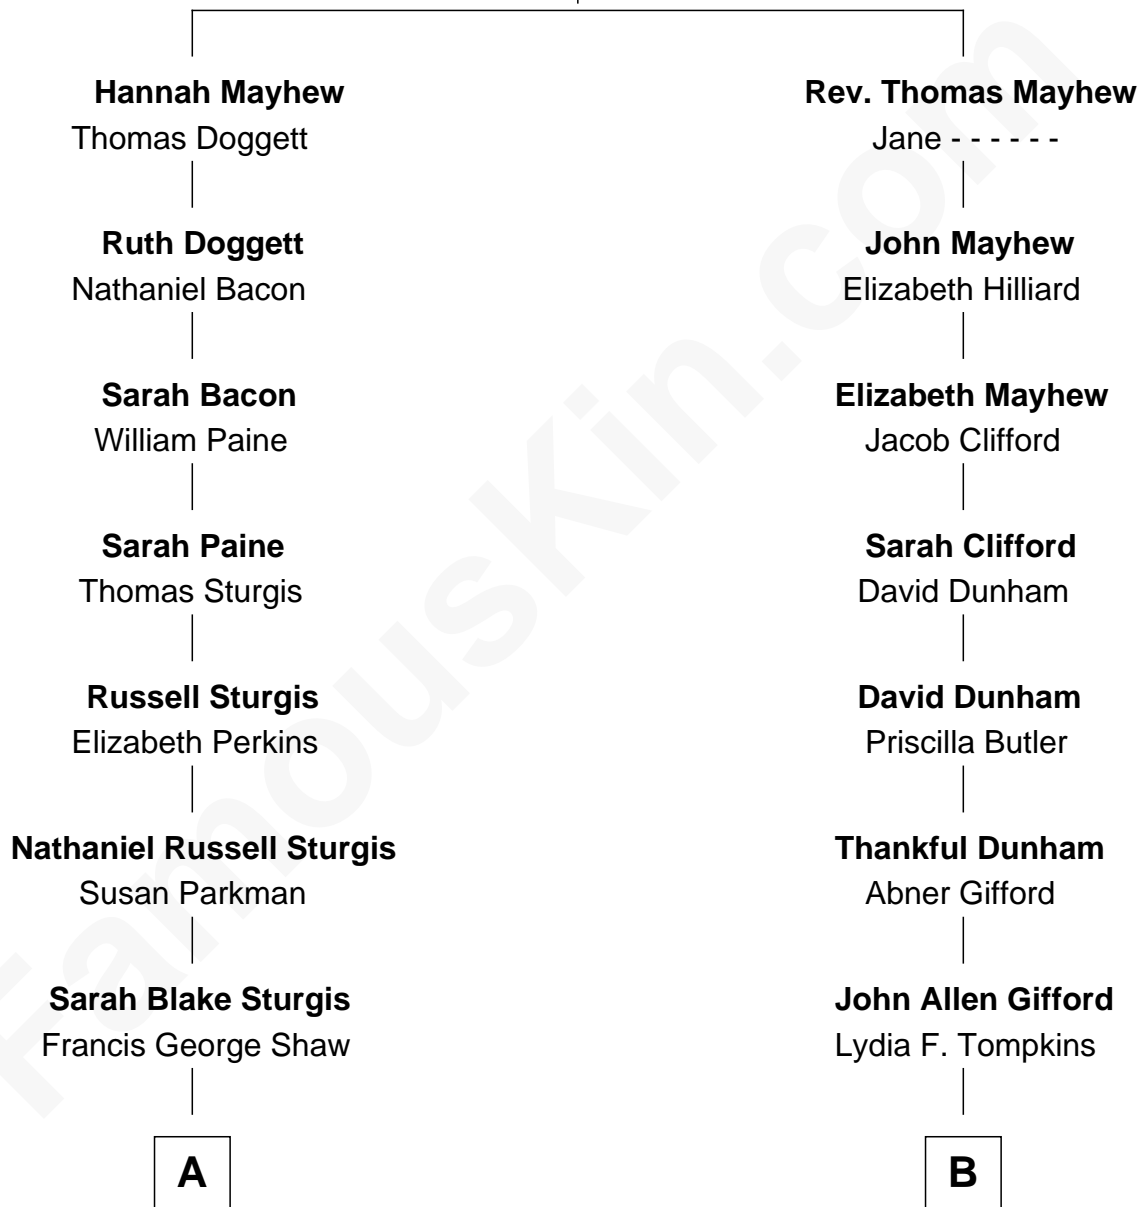 Hannah Mayhew
Thomas Doggett
Rev. Thomas Mayhew
Jane - - - - - -
Ruth Doggett
Nathaniel Bacon
John Mayhew
Elizabeth Hilliard
Sarah Bacon
William Paine
Elizabeth Mayhew
Jacob Clifford
Sarah Paine
Thomas Sturgis
Sarah Clifford
David Dunham
Russell Sturgis
Elizabeth Perkins
David Dunham
Priscilla Butler
Nathaniel Russell Sturgis
Susan Parkman
Thankful Dunham
Abner Gifford
Sarah Blake Sturgis
Francis George Shaw
John Allen Gifford
Lydia F. Tompkins
A
B
FamousKin.com